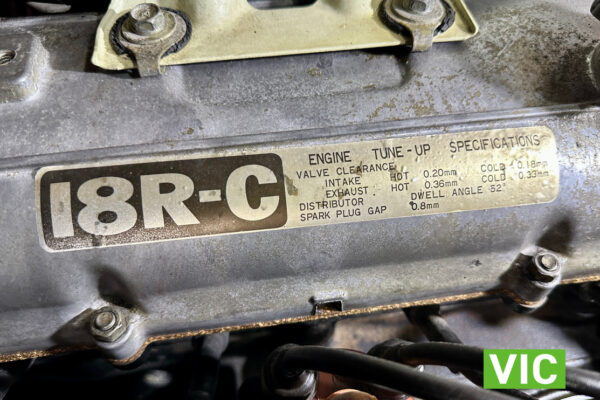 18R-C
ENGINE TUNE-UP SPECIFICATIONS
VALVE CLEARANCE
INTAKE HOT 0.20mm COLD 0.18mm
EXHAUST HOT 0.36mm COLD 0.33mm
DISTRIBUTOR DWELL ANGLE 52°
SPARK PLUG GAP 0.8mm
VIC